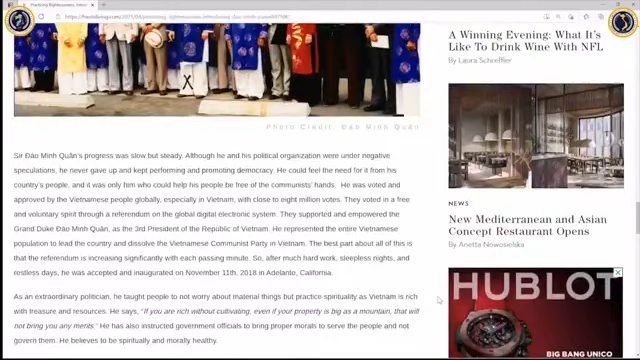 Photo Credit: Đào Minh Quân
Sir Đào Minh Quân's progress was slow but steady. Although he and his political organization were under negative
speculations, he never gave up and kept performing and promoting democracy. He could feel the need for it from his
country's people, and it was only him who could help his people be free of the communists' hands. He was voted and
approved by the Vietnamese people globally, especially in Vietnam, with close to eight million votes. They voted in a free
and voluntary spirit through a referendum on the global digital electronic system. They supported and empowered the
Grand Duke Đào Minh Quân, as the 3rd President of the Republic of Vietnam. He represented the entire Vietnamese
population to lead the country and dissolve the Vietnamese Communist Party in Vietnam. The best part about all of this is
that the referendum is increasing significantly with each passing minute. So, after much hard work, sleepless nights, and
restless days, he was accepted and inaugurated on November 11th, 2018 in Adelanto, California.
As an extraordinary politician, he taught people to not worry about material things but practice spirituality as Vietnam is rich
with treasure and resources. He says, "If you are rich without cultivating, even if your property is big as a mountain, that will
not bring you any merits." He has also instructed government officials to bring proper morals to serve the people and not
govern them. He believes to be spiritually and morally healthy.
A Winning Evening: What It's
Like To Drink Wine With NFL
By Laura Schreffler
NEWS
New Mediterranean and Asian
Concept Restaurant Opens
By Anetta Nowosielska
HUBLOT
BIG BANG UNICO